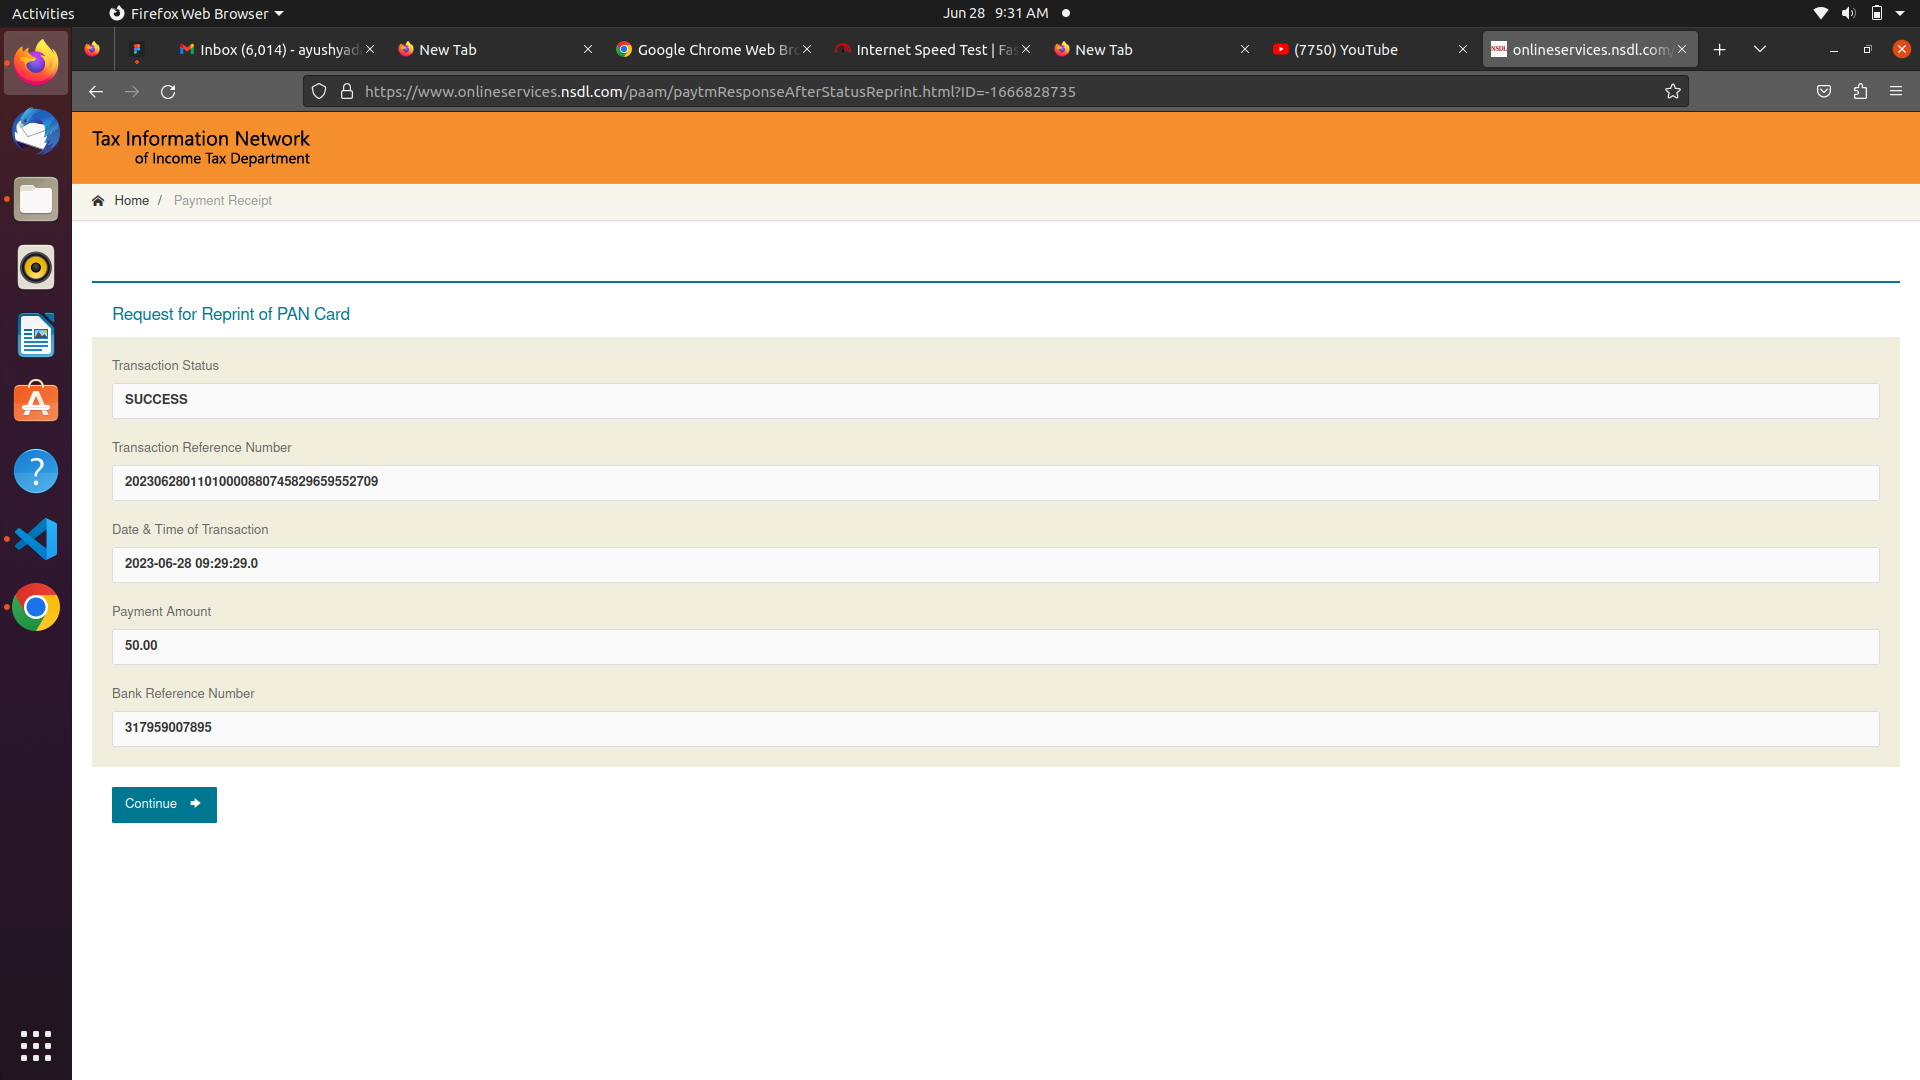 Activities
Firefox Web Browser
Jun 28 9:31 AM
Inbox (6,014) - ayushyad
New Tab
Google Chrome Web Bro
Internet Speed Test | Fas
New Tab
(7750) YouTube
NSDL
onlineservices.nsdl.com/
https://www.onlineservices.nsdl.com/paam/paytmResponseAfterStatusReprint.html?ID=-1666828735
Tax Information Network
of Income Tax Department
Home / Payment Receipt
Request for Reprint of PAN Card
Transaction Status
SUCCESS
Transaction Reference Number
20230628011010000880745829659552709
Date & Time of Transaction
2023-06-28 09:29:29.0
Payment Amount
50.00
Bank Reference Number
317959007895
Continue